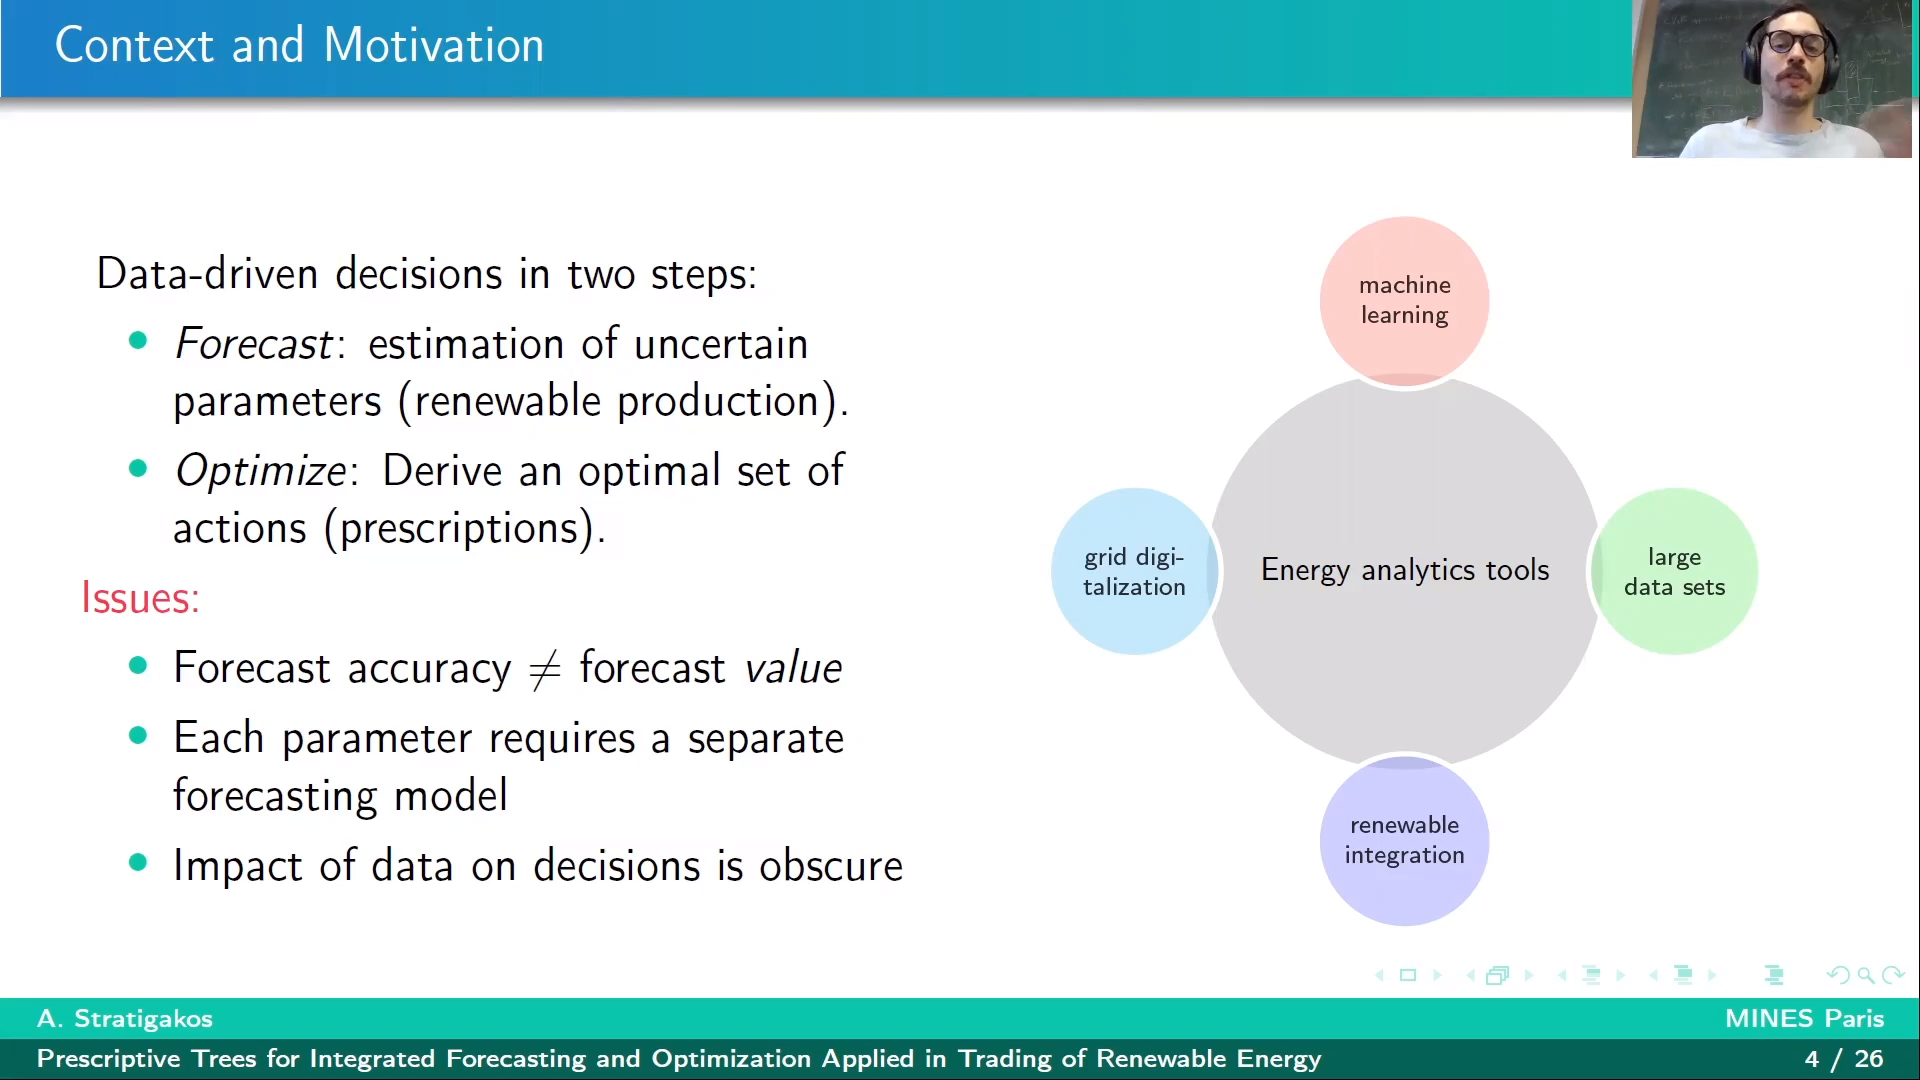 Context and Motivation
Data-driven decisions in two steps:
Forecast: estimation of uncertain
parameters (renewable production).
Optimize: Derive an optimal set of
actions (prescriptions).
Issues:
Forecast accuracy ≠ forecast value
Each parameter requires a separate
forecasting model
Impact of data on decisions is obscure
machine
learning
grid digi-
talization
Energy analytics tools
large
data sets
renewable
integration
A. Stratigakos
MINES Paris
Prescriptive Trees for Integrated Forecasting and Optimization Applied in Trading of Renewable Energy
4 / 26